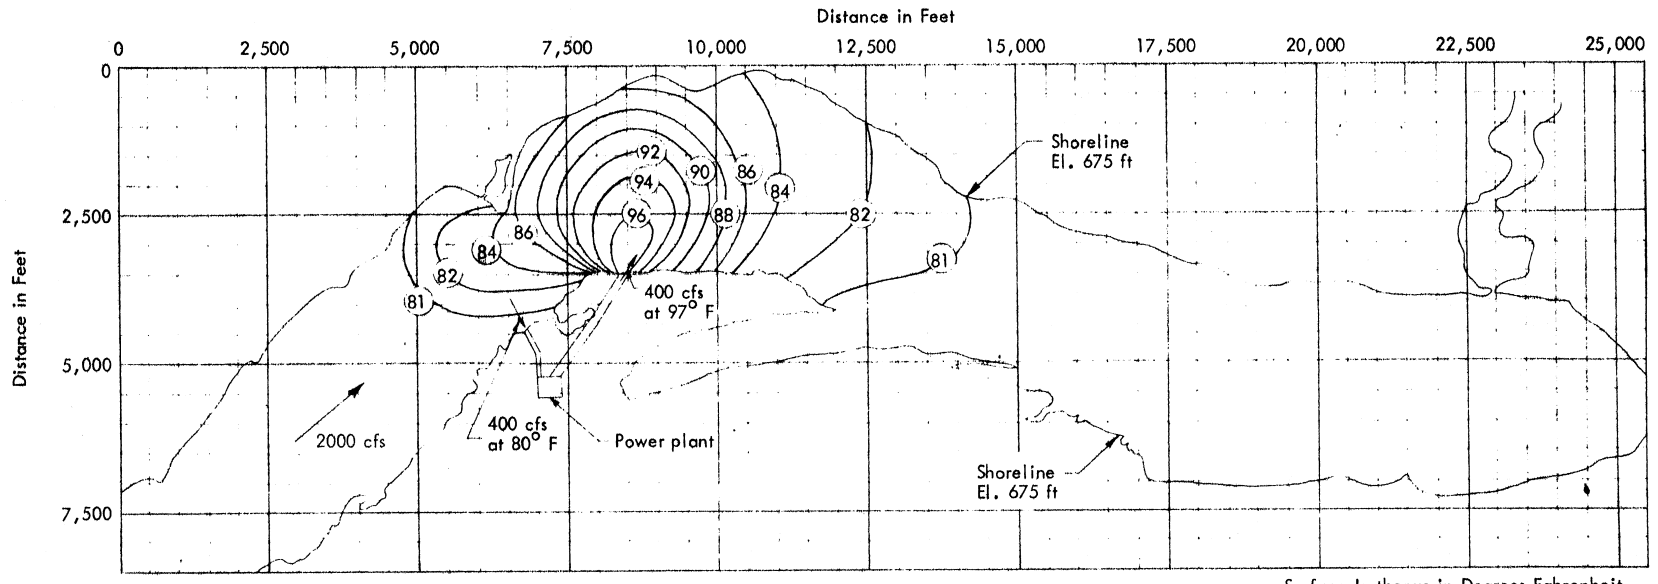 Distance in Feet
0 2,500 5,000 7,500 10,000 12,500 15,000 17,500 20,000 22,500 25,000
0
Shoreline
El. 675 ft
92
90
86
94
84
2,500
96
88
82
86
84
81
82
81
400 cfs
at 97° F
Distance in Feet
5,000
400 cfs
at 80° F
2000 cfs
Power plant
Shoreline
El. 675 ft
7,500